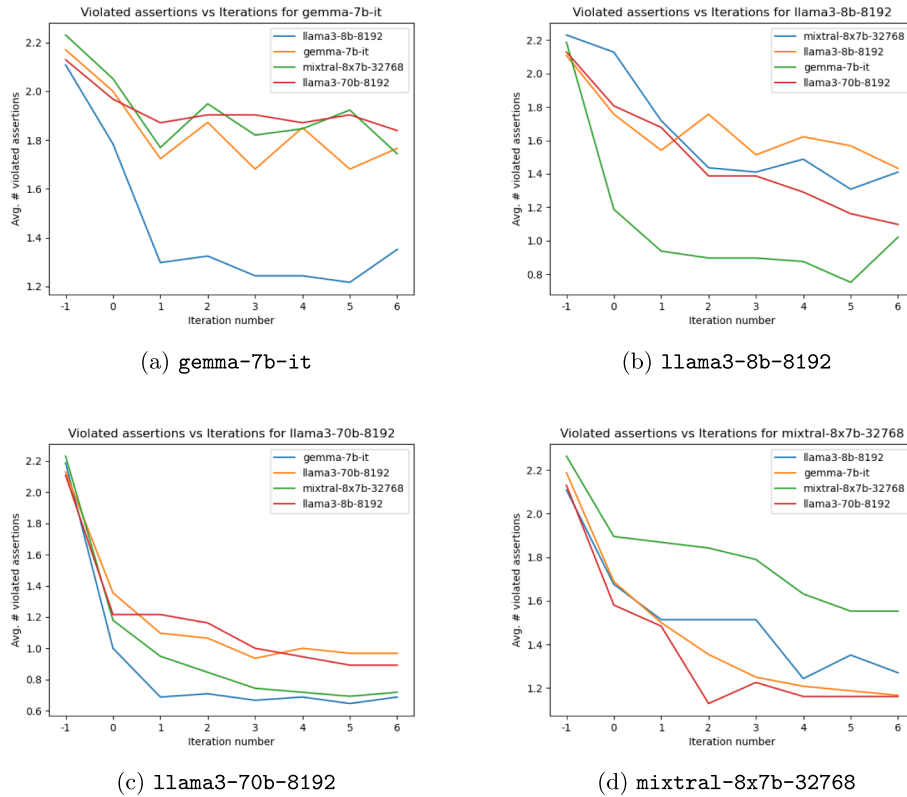 Violated assertions vs Iterations for gemma-7b-it
llama3-8b-8192
gemma-7b-it
mixtral-8x7b-32768
llama3-70b-8192
2.2
2.0
1.8
1.6
1.4
1.2
Avg. # violated assertions
-1 0 1 2 3 4 5 6
Iteration number
(a) gemma-7b-it
Violated assertions vs Iterations for llama3-8b-8192
mixtral-8x7b-32768
llama3-8b-8192
gemma-7b-it
llama3-70b-8192
2.2
2.0
1.8
1.6
1.4
1.2
1.0
0.8
Avg. # violated assertions
-1 0 1 2 3 4 5 6
Iteration number
(b) llama3-8b-8192
Violated assertions vs Iterations for llama3-70b-8192
gemma-7b-it
llama3-70b-8192
mixtral-8x7b-32768
llama3-8b-8192
2.2
2.0
1.8
1.6
1.4
1.2
1.0
0.8
0.6
Avg. # violated assertions
-1 0 1 2 3 4 5 6
Iteration number
(c) llama3-70b-8192
Violated assertions vs Iterations for mixtral-8x7b-32768
llama3-8b-8192
gemma-7b-it
mixtral-8x7b-32768
llama3-70b-8192
2.2
2.0
1.8
1.6
1.4
1.2
Avg. # violated assertions
-1 0 1 2 3 4 5 6
Iteration number
(d) mixtral-8x7b-32768